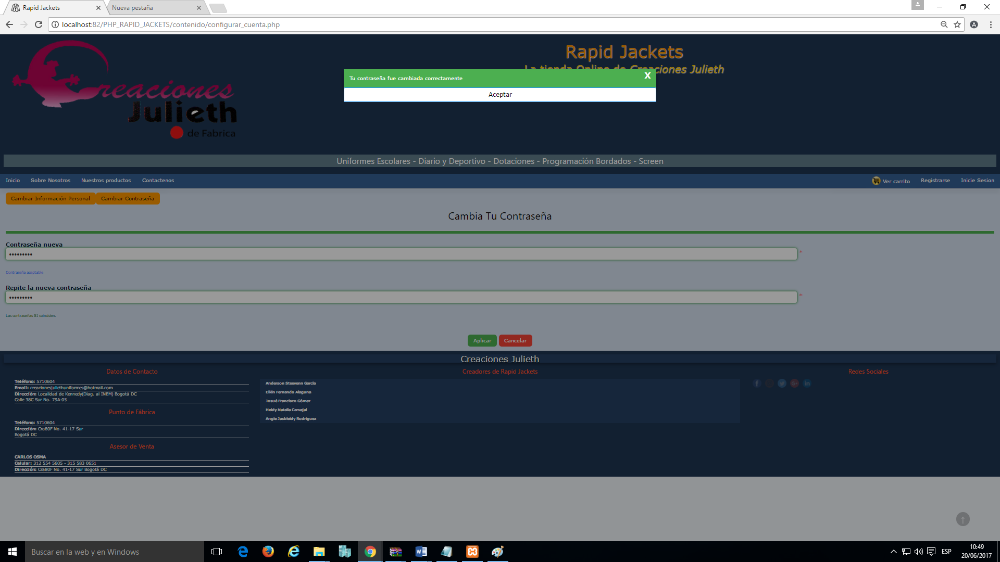 Rapid Jackets
Nueva pestaña
localhost:82/PHP_RAPID_JACKETS/contenido/configurar_cuenta.php
Creaciones
Julieth
de Fabrica
Rapid Jackets
La tienda Online de Creaciones Julieth
Tu contraseña fue cambiada correctamente
X
Aceptar
Uniformes Escolares - Diario y Deportivo - Dotaciones - Programación Bordados - Screen
Inicio Sobre Nosotros Nuestros productos Contactenos Ver carrito Registrarse Inicie Sesion
Cambiar Información Personal Cambiar Contraseña
Cambia Tu Contraseña
Contraseña nueva
•••••••••
*
Contraseña aceptable
Repite la nueva contraseña
•••••••••
*
Las contraseñas SI coinciden.
Aplicar Cancelar
Creaciones Julieth
Datos de Contacto
Teléfono: 5710604
Email: creacionesjuliethuniformes@hotmail.com
Dirección: Localidad de Kennedy(Diag. al INEM) Bogotá DC
Calle 38C Sur No. 79A-05
Punto de Fábrica
Teléfono: 5710604
Dirección: Cra80F No. 41-17 Sur
Bogotá DC
Asesor de Venta
CARLOS OSMA
Celular: 312 554 5605 - 315 583 0651
Dirección: Cra80F No. 41-17 Sur Bogotá DC
Creadores de Rapid Jackets
Anderson Steevenn Garcia
Elkin Fernando Alaguna
Josué Francisco Gómez
Heidy Natalia Carvajal
Angie Jasbleidy Rodríguez
Redes Sociales
Buscar en la web y en Windows
ESP
10:49
20/06/2017